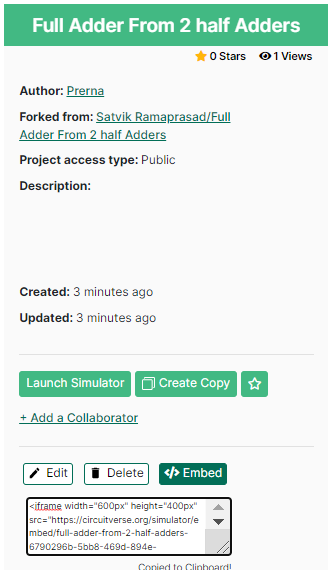 Full Adder From 2 half Adders
0 Stars 1 Views
Author: Prerna
Forked from: Satvik Ramaprasad/Full
Adder From 2 half Adders
Project access type: Public
Description:
Created: 3 minutes ago
Updated: 3 minutes ago
Launch Simulator Create Copy
+ Add a Collaborator
Edit Delete </> Embed
<iframe width="600px" height="400px"
src="https://circuitverse.org/simulator/e
mbed/full-adder-from-2-half-adders-
6790296b-5bb8-469d-894e-
Copied to Clipboard!